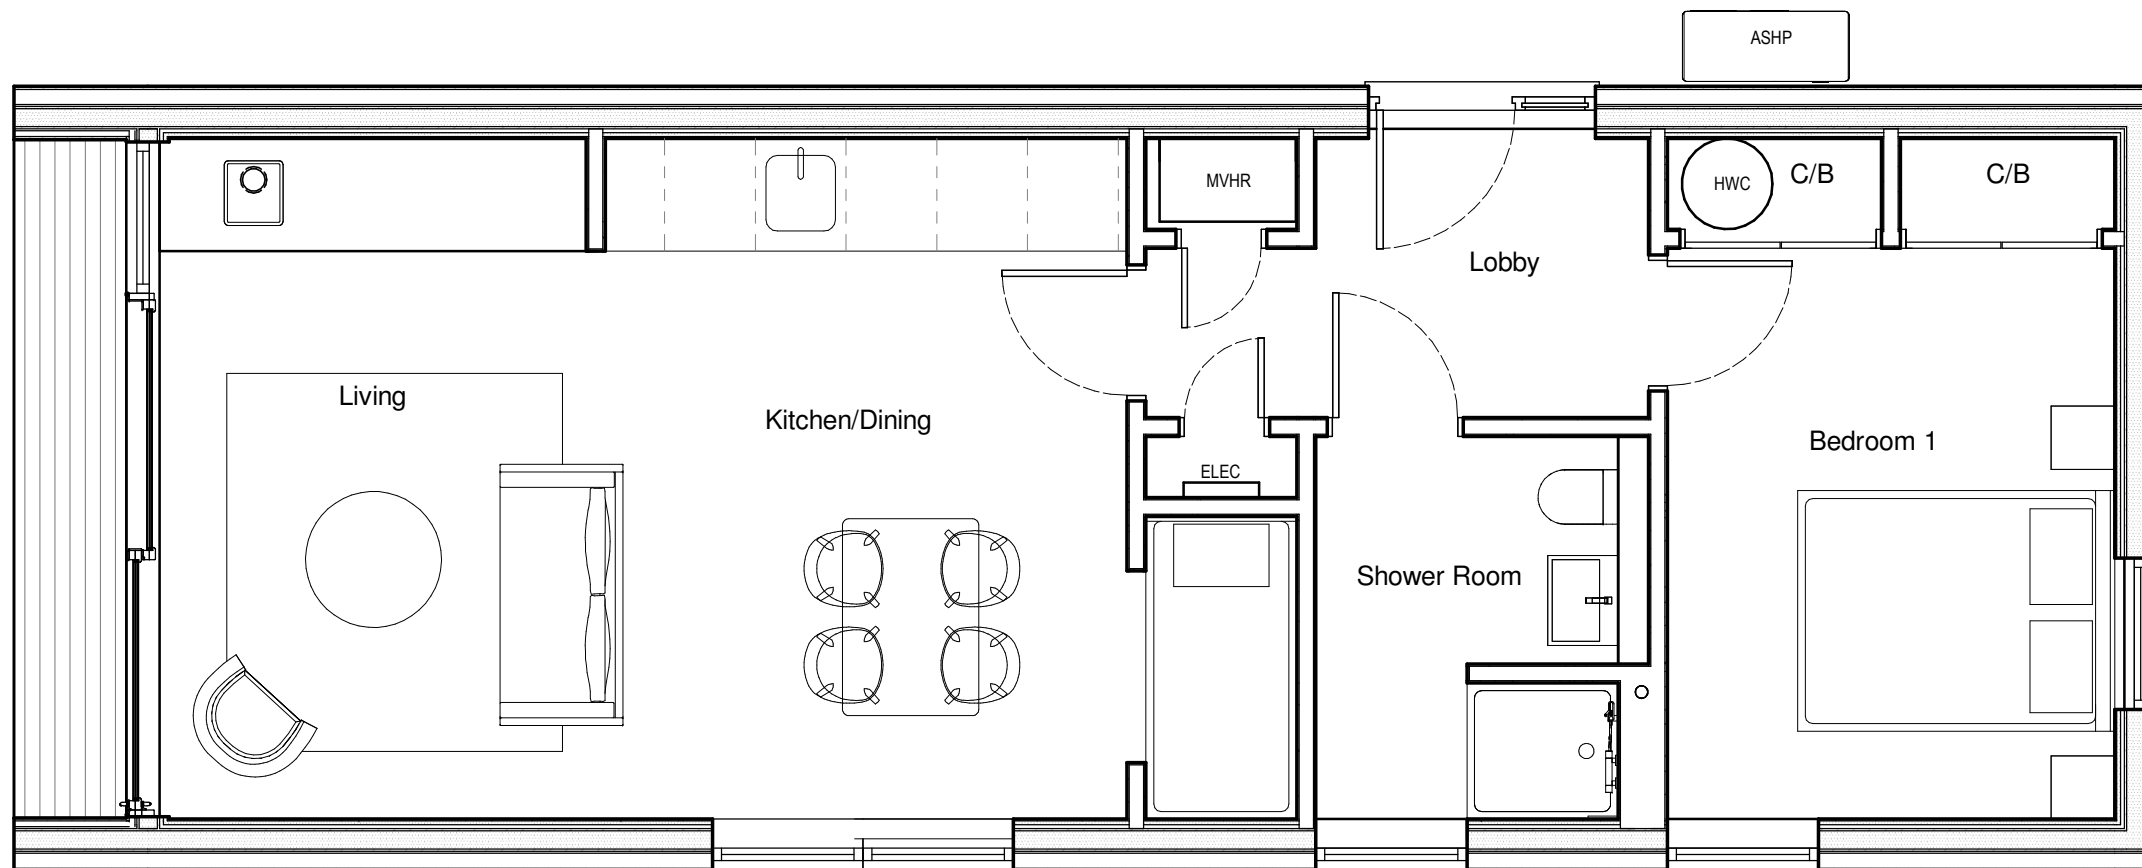 ASHP
MVHR
HWC
C/B
C/B
Lobby
Living
Kitchen/Dining
Bedroom 1
ELEC
Shower Room